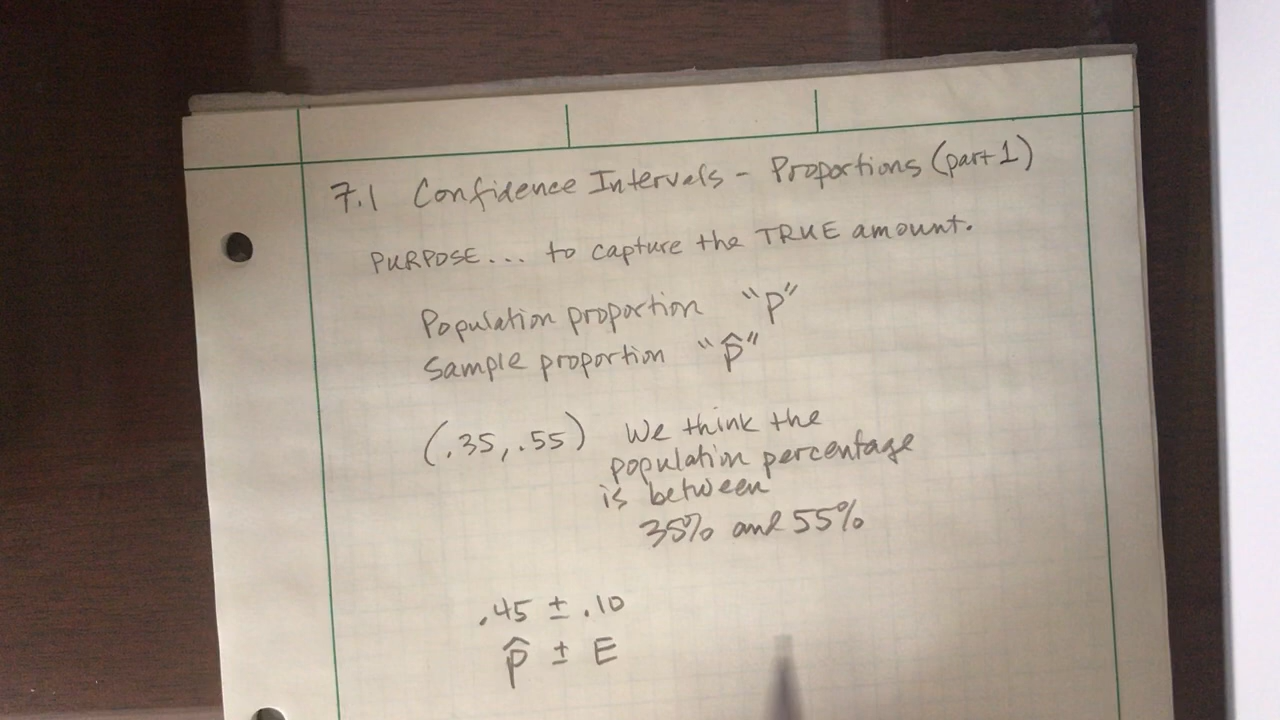 7.1 Confidence Intervals - Proportions (part 1)
PURPOSE... to capture the TRUE amount.
Population proportion "p"
Sample proportion "p̂"
(.35, .55) We think the
population percentage
is between
35% and 55%
.45 ± .10
p̂ ± E